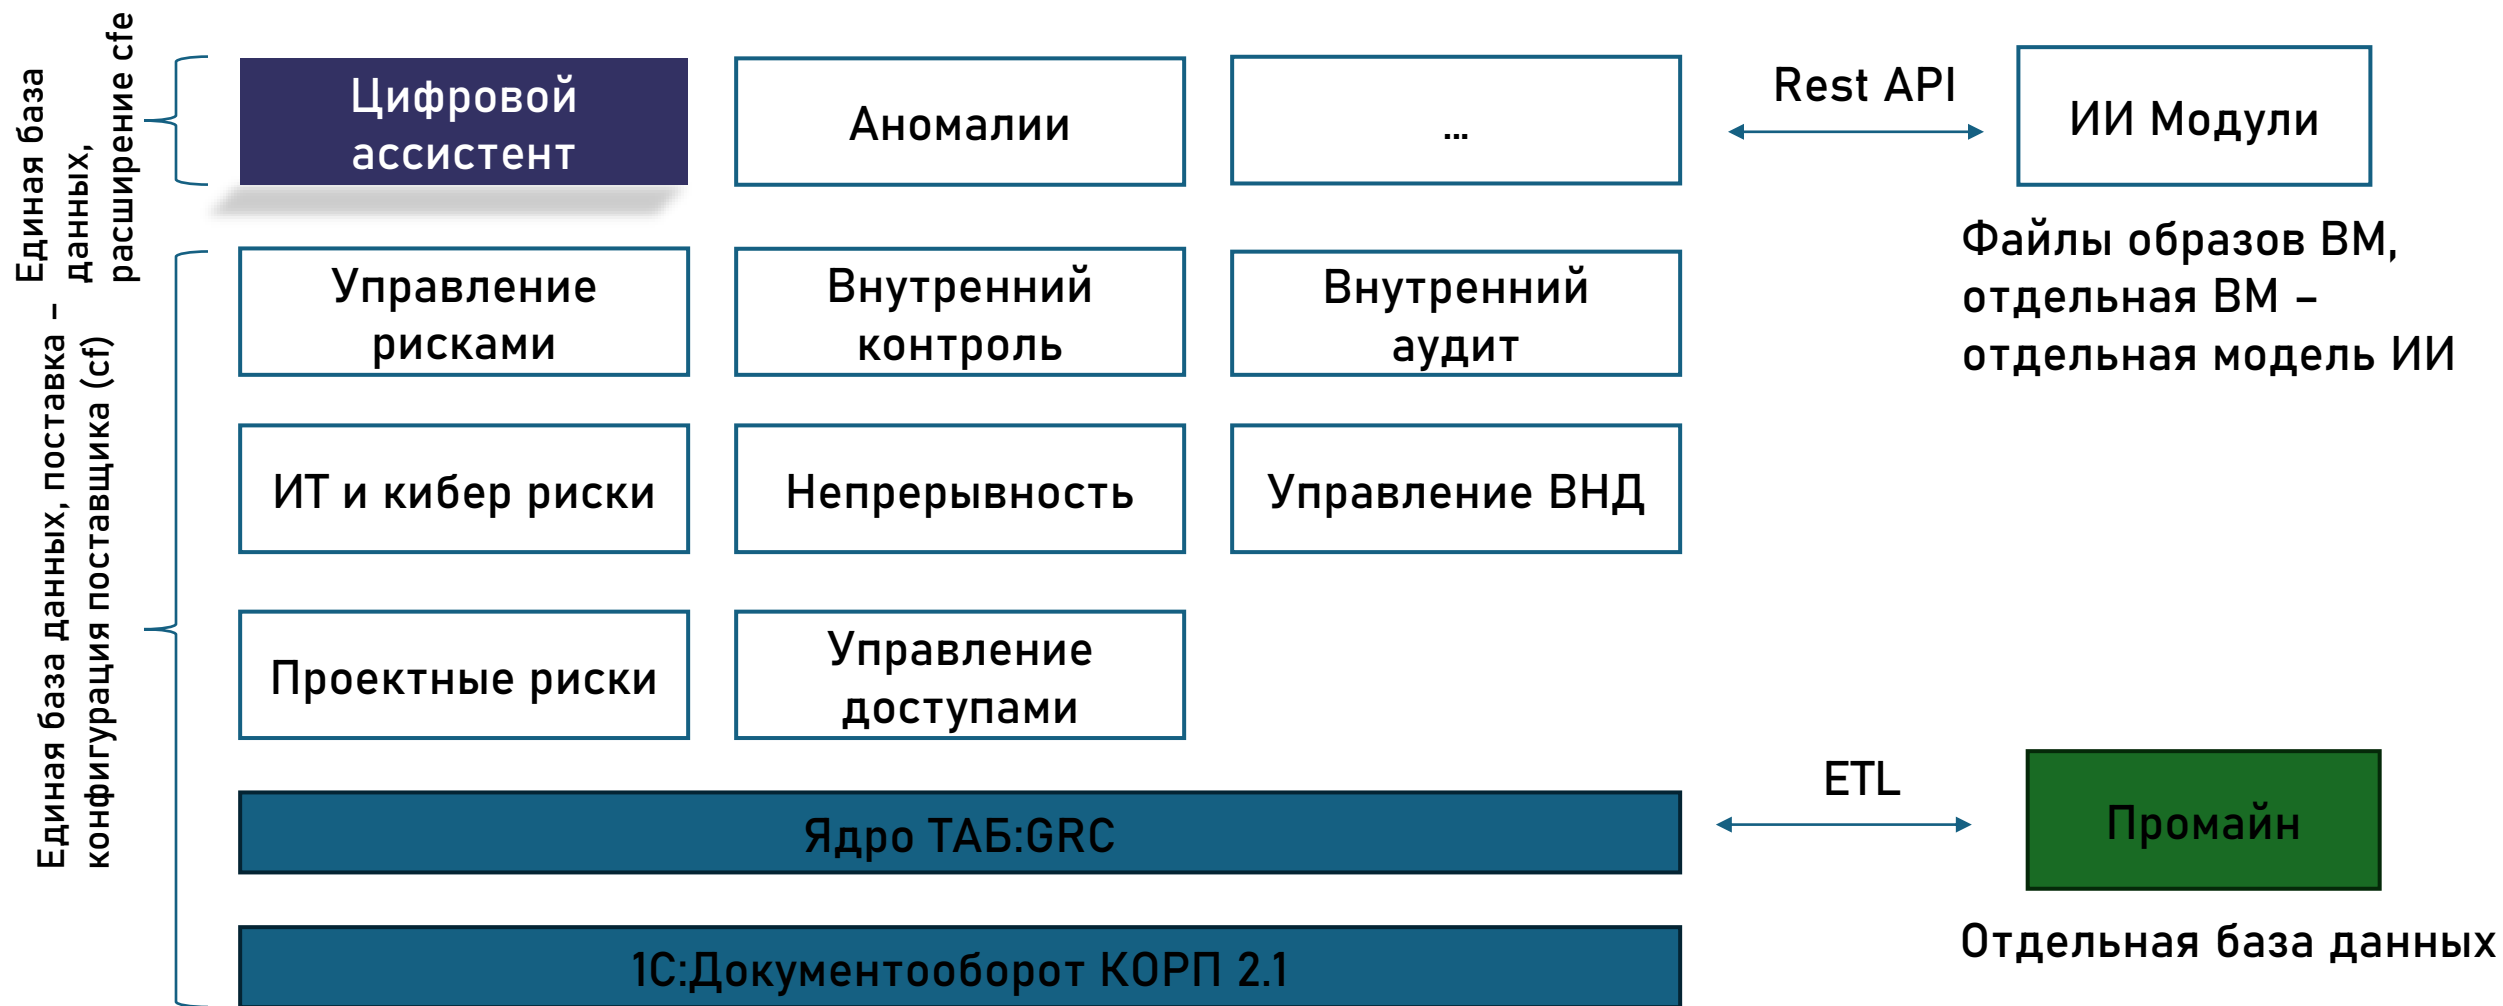 Единая база
данных,
расширение cfe
Цифровой
ассистент
Аномалии
...
Rest API
ИИ Модули
Файлы образов ВМ,
отдельная ВМ –
отдельная модель ИИ
Единая база данных, поставка –
конфигурация поставщика (cf)
Управление
рисками
Внутренний
контроль
Внутренний
аудит
ИТ и кибер риски
Непрерывность
Управление ВНД
Проектные риски
Управление
доступами
Ядро ТАБ:GRC
ETL
Промайн
Отдельная база данных
1С:Документооборот КОРП 2.1